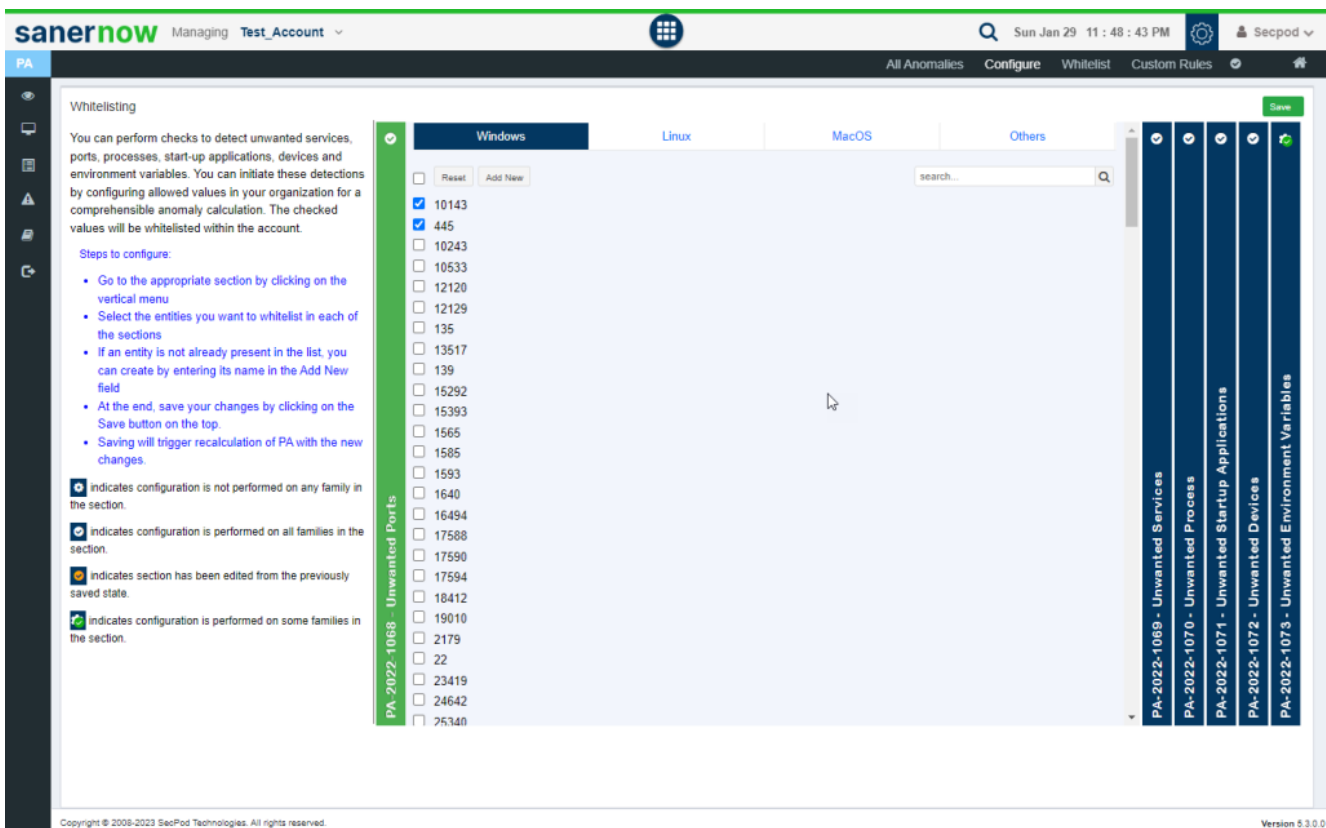 sanernow Managing Test_Account Sun Jan 29 11 : 48 : 43 PM Secpod
PA All Anomalies Configure Whitelist Custom Rules
Whitelisting
Save
You can perform checks to detect unwanted services,
ports, processes, start-up applications, devices and
environment variables. You can initiate these detections
by configuring allowed values in your organization for a
comprehensible anomaly calculation. The checked
values will be whitelisted within the account.
Steps to configure:
• Go to the appropriate section by clicking on the
vertical menu
• Select the entities you want to whitelist in each of
the sections
• If an entity is not already present in the list, you
can create by entering its name in the Add New
field
• At the end, save your changes by clicking on the
Save button on the top.
• Saving will trigger recalculation of PA with the new
changes.
indicates configuration is not performed on any family in
the section.
indicates configuration is performed on all families in the
section.
indicates section has been edited from the previously
saved state.
indicates configuration is performed on some families in
the section.
PA-2022-1068 - Unwanted Ports
Windows Linux MacOS Others
Reset Add New search...
10143
445
10243
10533
12120
12129
135
13517
139
15292
15393
1565
1585
1593
1640
16494
17588
17590
17594
18412
19010
2179
22
23419
24642
25340
PA-2022-1069 - Unwanted Services
PA-2022-1070 - Unwanted Process
PA-2022-1071 - Unwanted Startup Applications
PA-2022-1072 - Unwanted Devices
PA-2022-1073 - Unwanted Environment Variables
Copyright © 2008-2023 SecPod Technologies. All rights reserved. Version 5.3.0.0